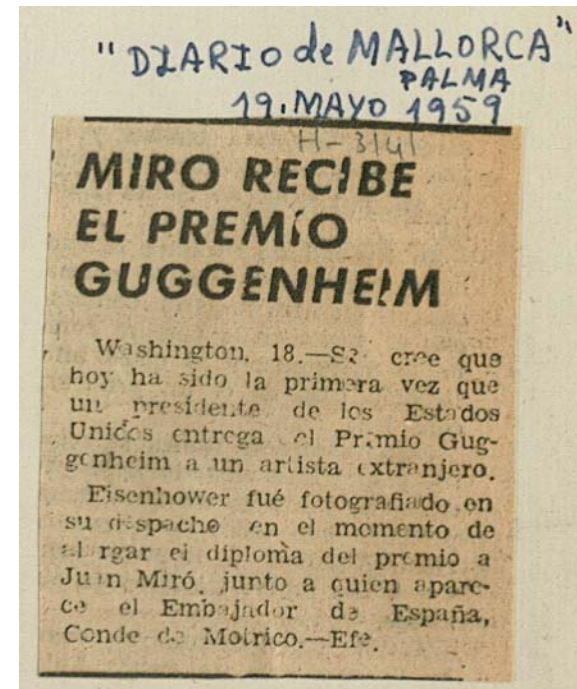 "DIARIO de MALLORCA"
PALMA
19. MAYO 1959
H-3141
MIRO RECIBE
EL PREMIO
GUGGENHEIM
Washington, 18.—Se cree que
hoy ha sido la primera vez que
un presidente de los Estados
Unidos entrega el Premio Gug-
genheim a un artista extranjero.
Eisenhower fué fotografiado en
su despacho en el momento de
alargar el diploma del premio a
Juan Miró, junto a quien apare-
ce el Embajador de España,
Conde de Motrico.—Efe.